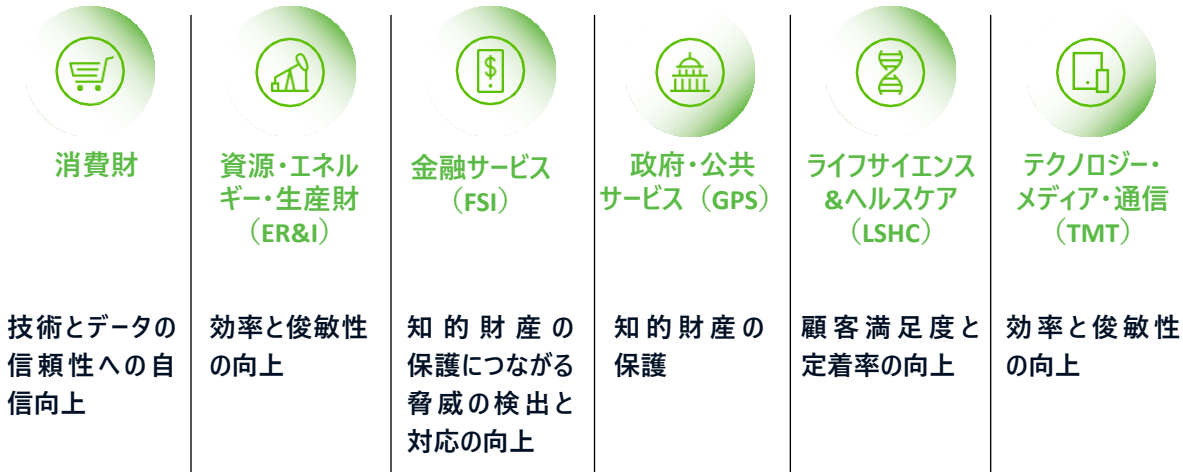 消費財
技術とデータの
信頼性への自
信向上
資源・エネル
ギー・生産財
（ER&I）
効率と俊敏性
の向上
金融サービス
（FSI）
知的財産の
保護につながる
脅威の検出と
対応の向上
政府・公共
サービス（GPS）
知的財産の
保護
ライフサイエンス
&ヘルスケア
（LSHC）
顧客満足度と
定着率の向上
テクノロジー・
メディア・通信
（TMT）
効率と俊敏性
の向上
$